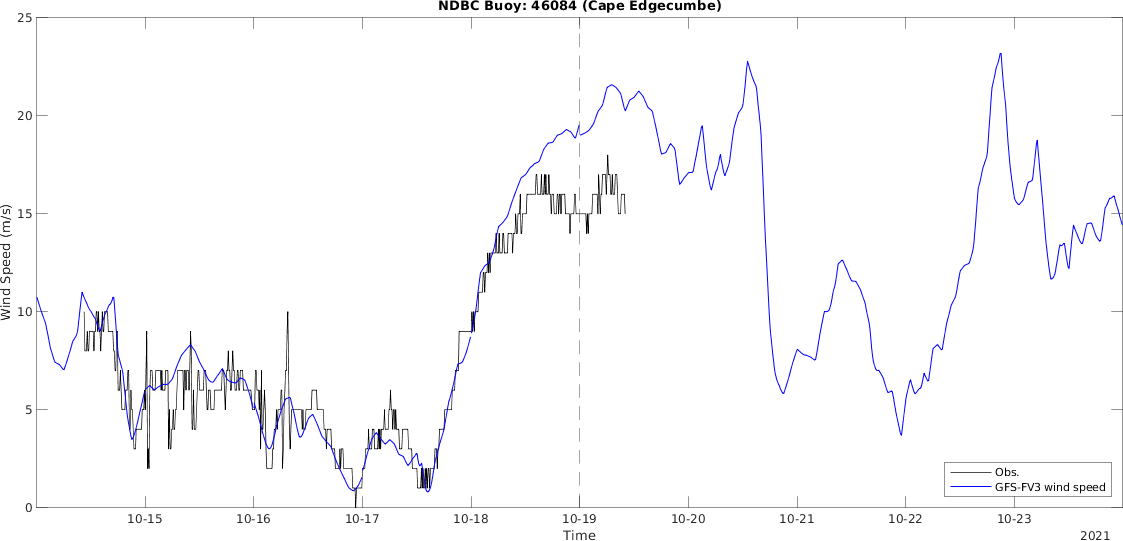 NDBC Buoy: 46084 (Cape Edgecumbe)
25
20
15
10
5
0
Wind Speed (m/s)
10-15 10-16 10-17 10-18 10-19 10-20 10-21 10-22 10-23
Time
2021
Obs.
GFS-FV3 wind speed